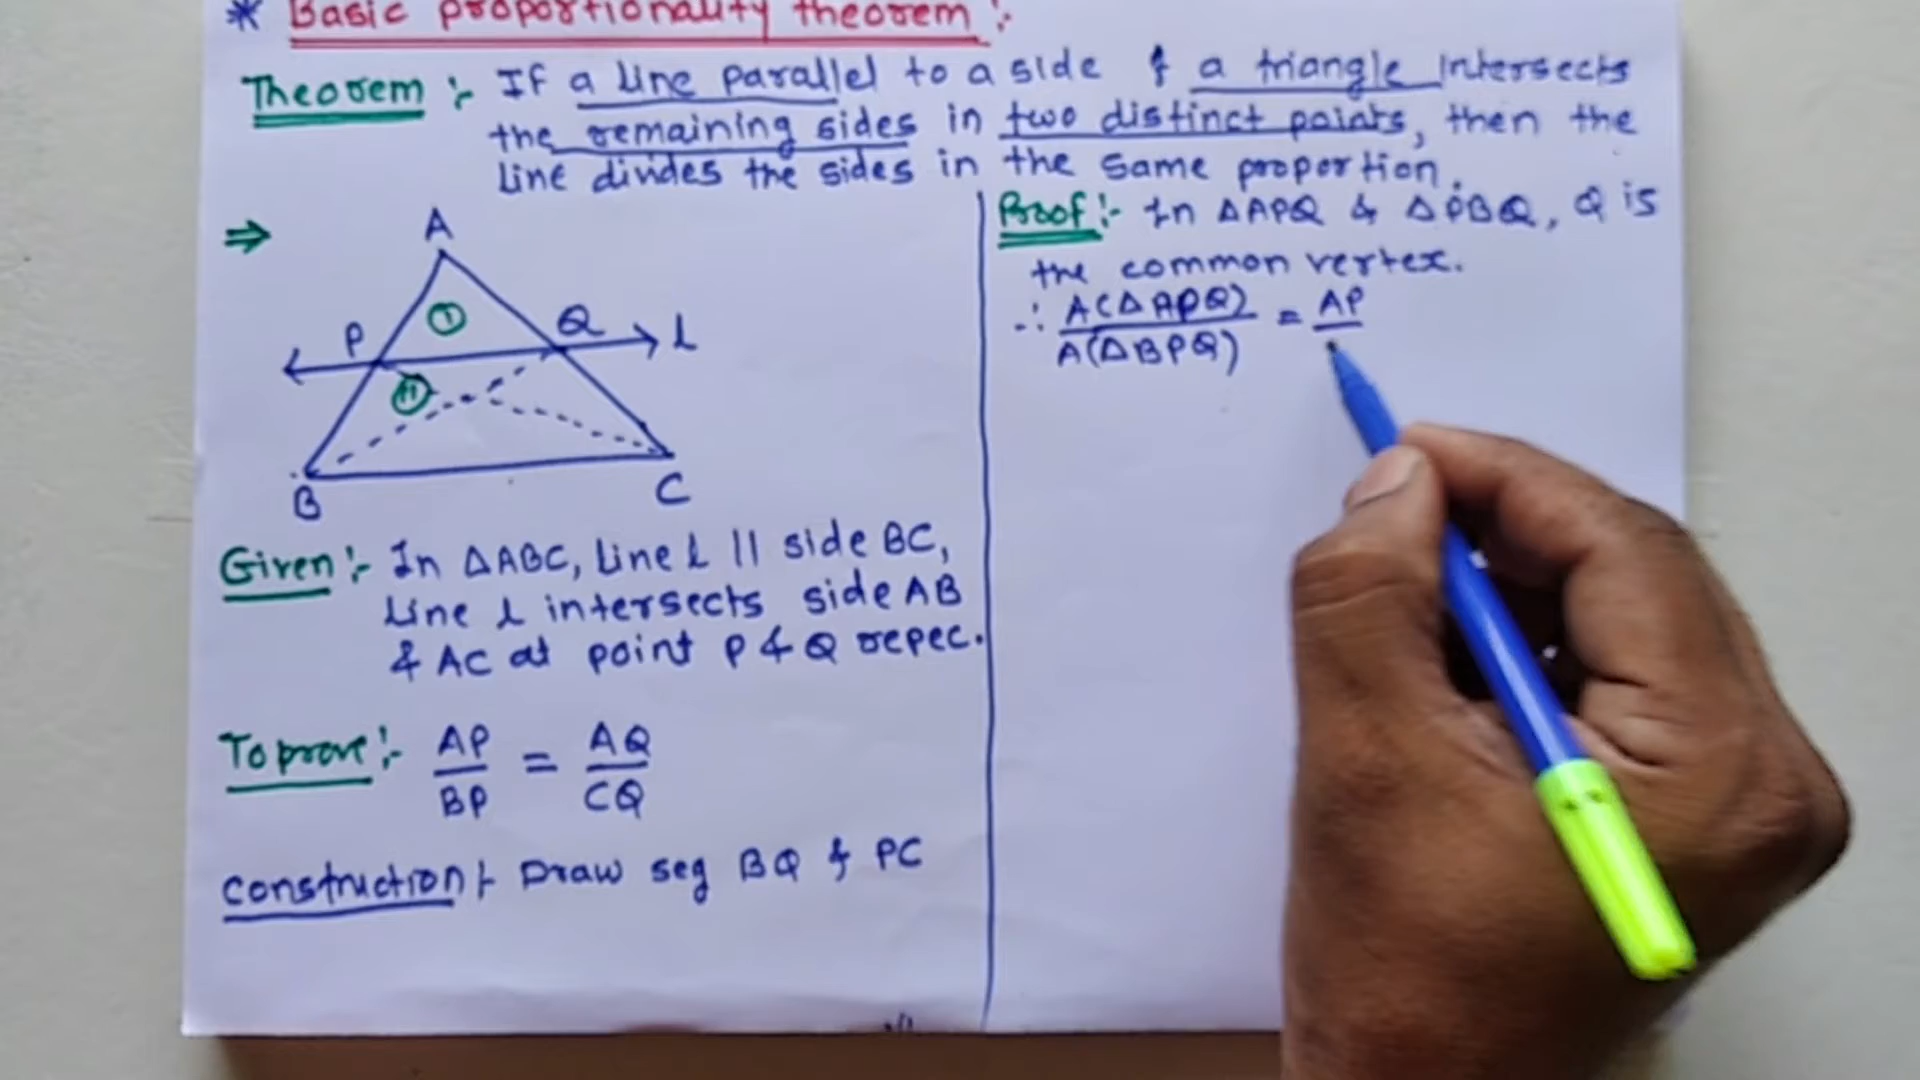 * Basic proportionality theorem :-
Theorem :- If a line parallel to a side f a triangle intersects
the remaining sides in two distinct points, then the
line divides the sides in the same proportion.
⇒
A
P
Q
l
I
II
B
C
Given :- In ΔABC, Line l || side BC,
Line l intersects side AB
& AC at point P & Q repec.
To prove :- AP/BP = AQ/CQ
Construction :- Draw seg BQ & PC
Proof :- In ΔAPQ & ΔPBQ, Q is
the common vertex.
∴ A(ΔAPQ)/A(ΔBPQ) = AP/